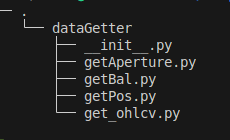 .
└── dataGetter
    ├── __init__.py
    ├── getAperture.py
    ├── getBal.py
    ├── getPos.py
    └── get_ohlcv.py